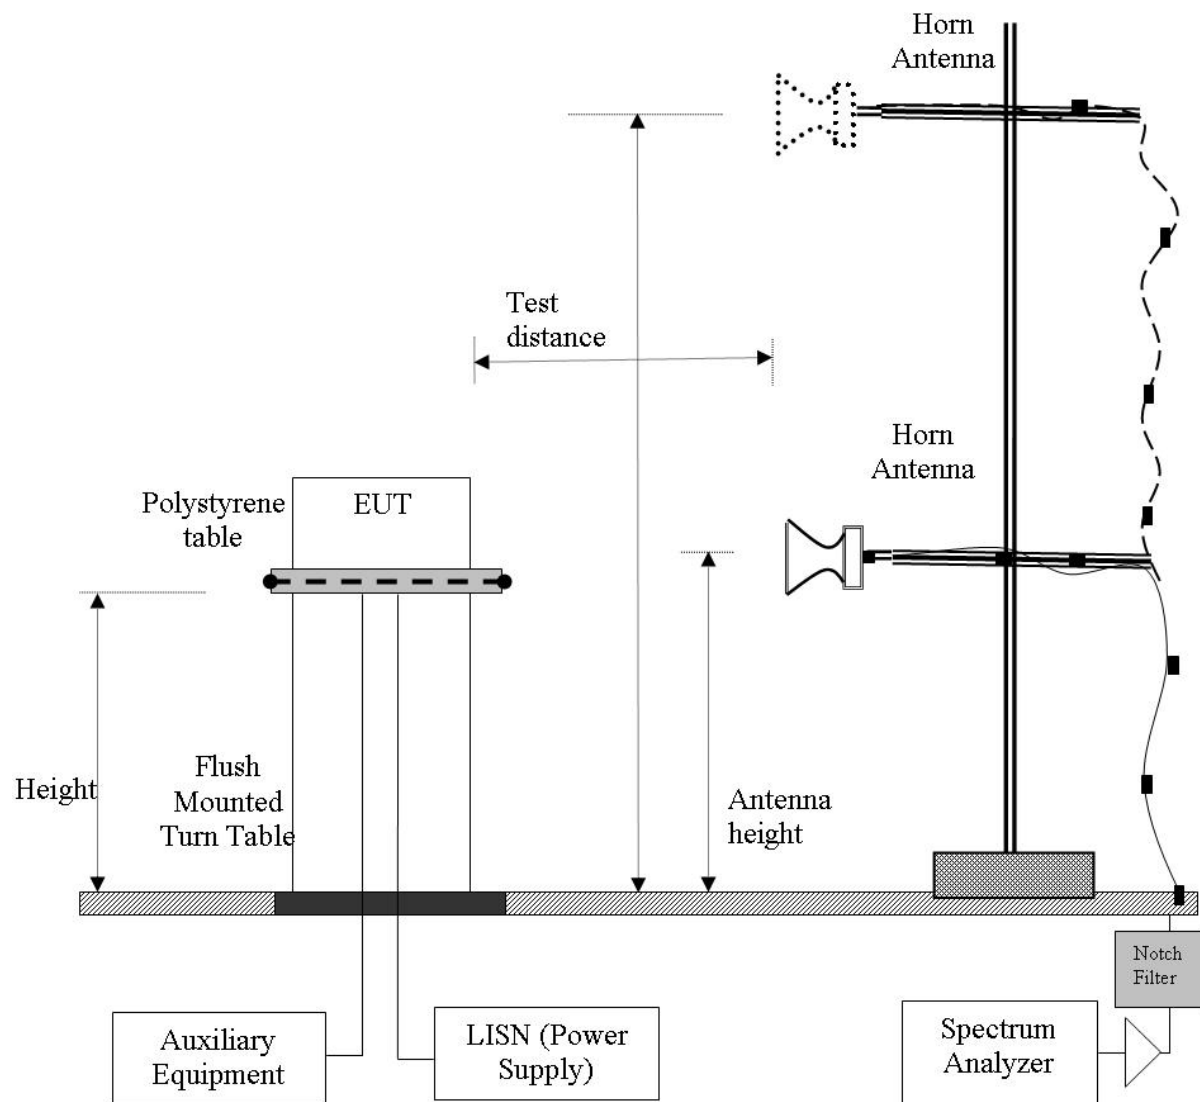 Horn
Antenna
Test
distance
Horn
Antenna
Polystyrene
table
EUT
Height
Flush
Mounted
Turn Table
Antenna
height
Notch
Filter
Auxiliary
Equipment
LISN (Power
Supply)
Spectrum
Analyzer